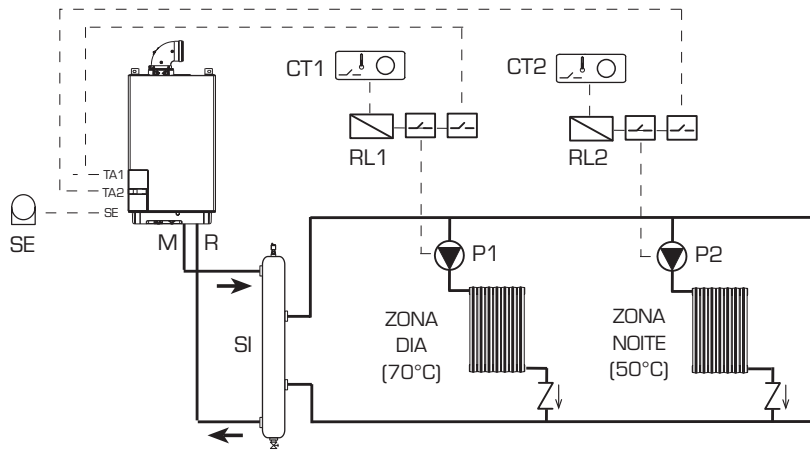 CT1
CT2
RL1
RL2
TA1
TA2
SE
SE
M R
P1
P2
SI
ZONA
DIA
(70°C)
ZONA
NOITE
(50°C)